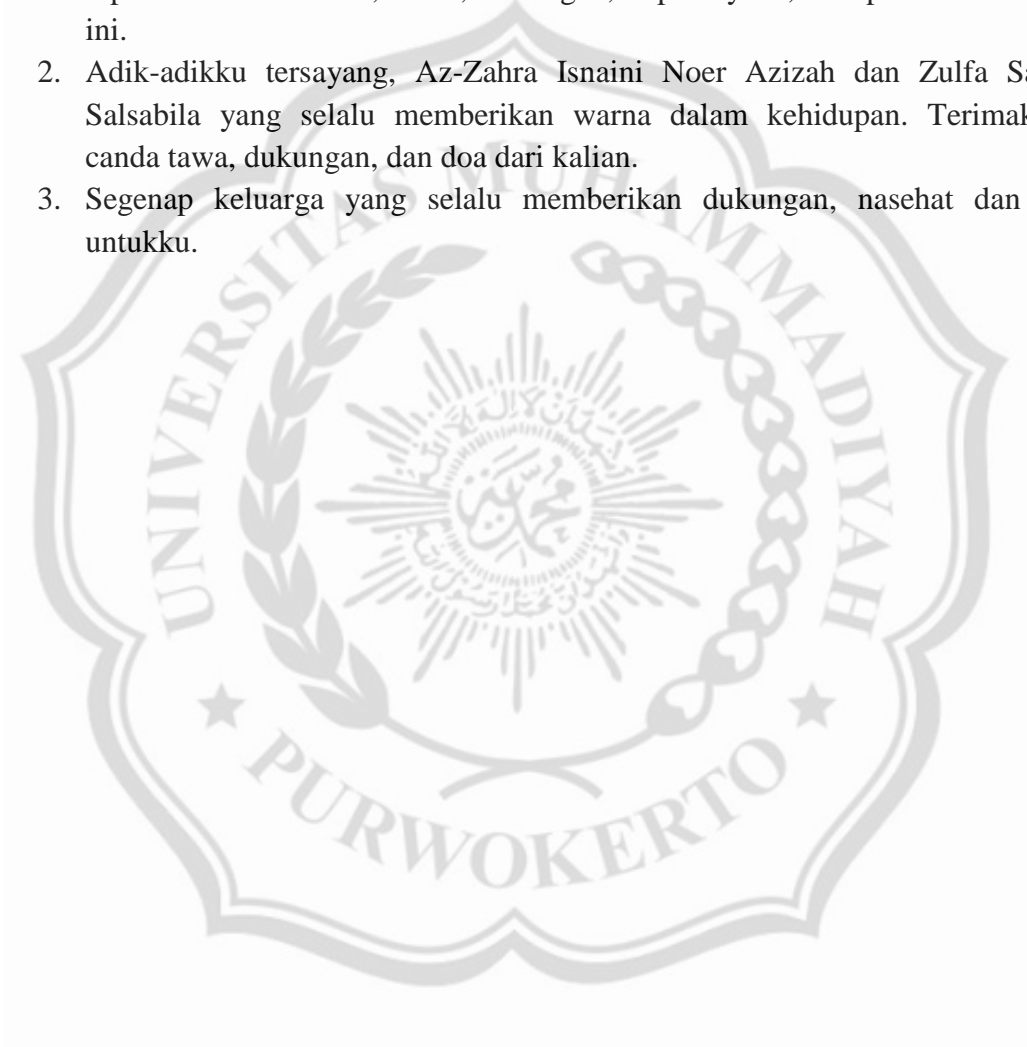 ini.
2. Adik-adikku tersayang, Az-Zahra Isnaini Noer Azizah dan Zulfa
Salsabila yang selalu memberikan warna dalam kehidupan.
canda tawa, dukungan, dan doa dari kalian.
3. Segenap keluarga yang selalu memberikan dukungan, nasehat dan
untukku.
UNIVERSITAS MUHAMMADIYAH
PURWOKERTO